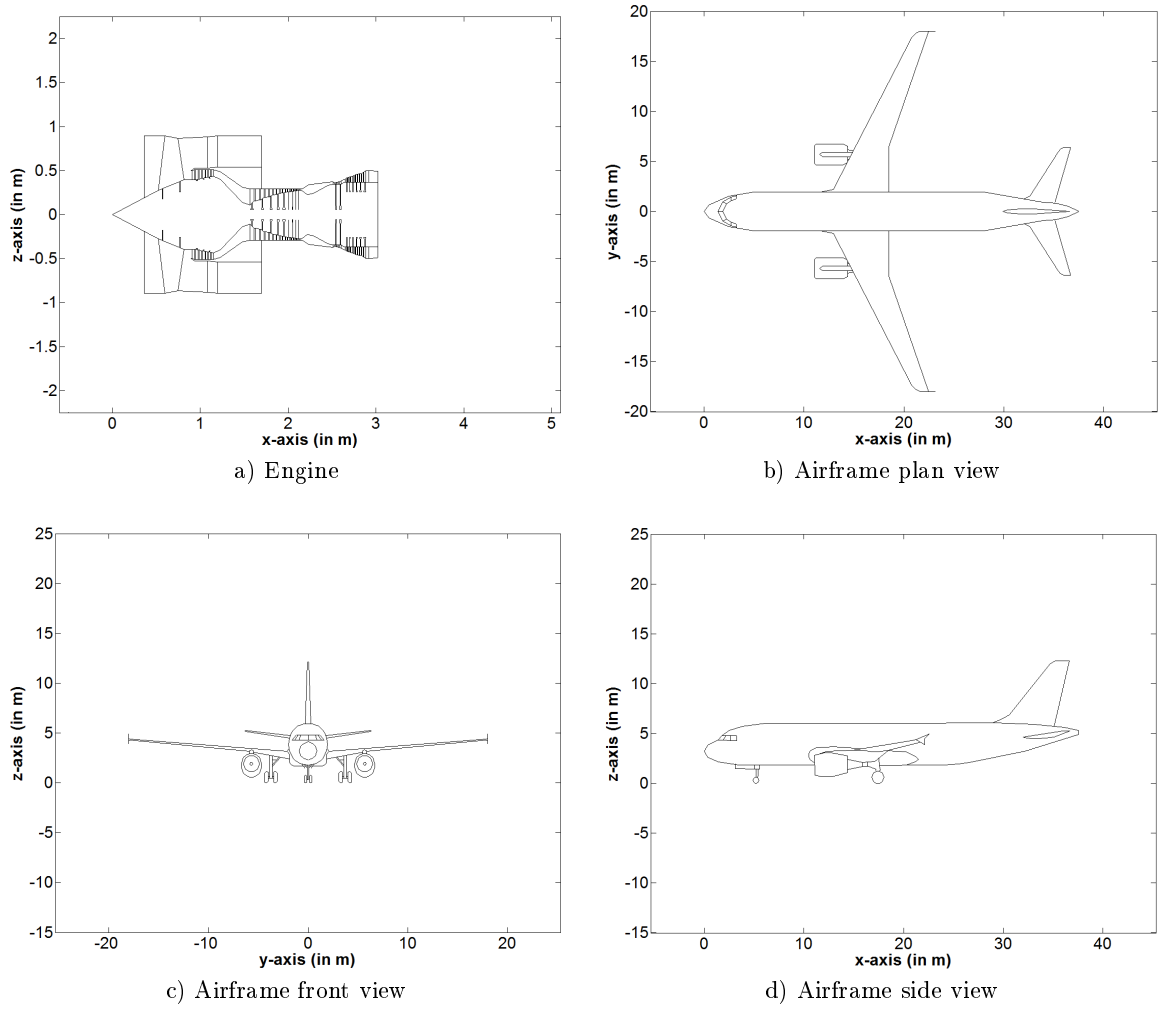 2
1.5
1
0.5
0
-0.5
-1
-1.5
-2
z-axis (in m)
0 1 2 3 4 5
x-axis (in m)
a) Engine
20
15
10
5
0
-5
-10
-15
-20
y-axis (in m)
0 10 20 30 40
x-axis (in m)
b) Airframe plan view
25
20
15
10
5
0
-5
-10
-15
z-axis (in m)
-20 -10 0 10 20
y-axis (in m)
c) Airframe front view
25
20
15
10
5
0
-5
-10
-15
z-axis (in m)
0 10 20 30 40
x-axis (in m)
d) Airframe side view